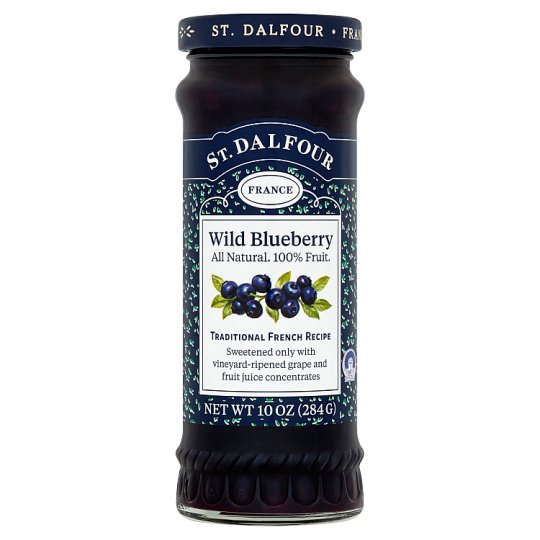 ST. DALFOUR • FRAN
ST. DALFOUR
FRANCE
Wild Blueberry
All Natural. 100% Fruit.
TRADITIONAL FRENCH RECIPE
Sweetened only with
vineyard-ripened grape and
fruit juice concentrates
NET WT 10 OZ (284 G)